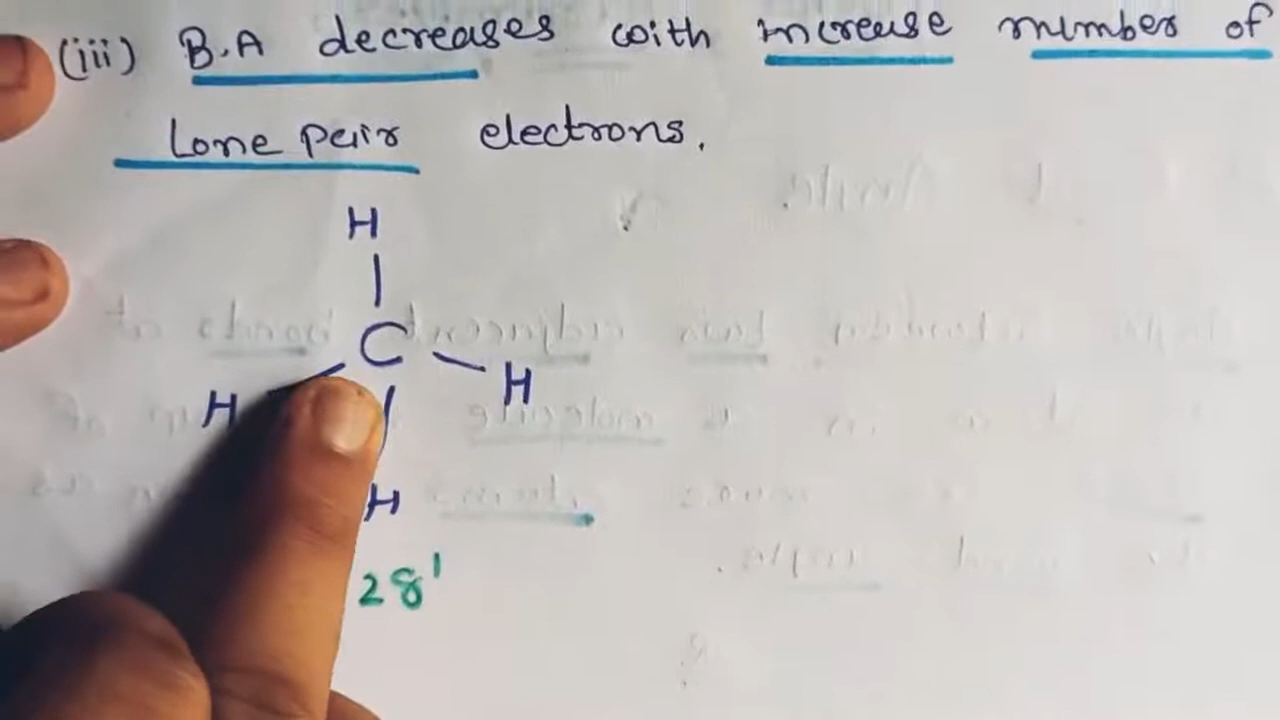 (iii) B.A decreases with increase number of
Lone pair electrons.
H
C
H
H
H
28'